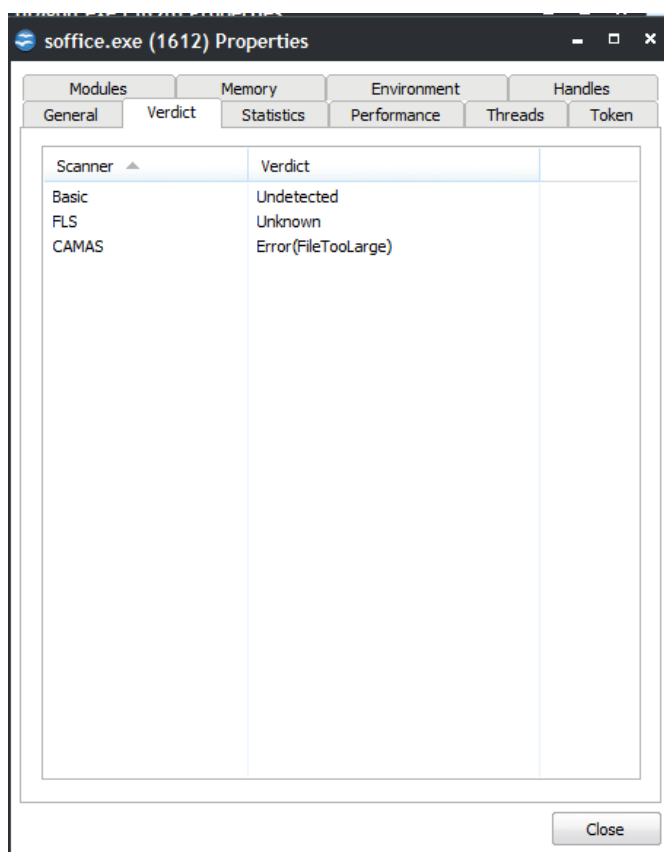 soffice.exe (1612) Properties
Modules Memory Environment Handles
General Verdict Statistics Performance Threads Token
Scanner Verdict
Basic Undetected
FLS Unknown
CAMAS Error(FileTooLarge)
Close